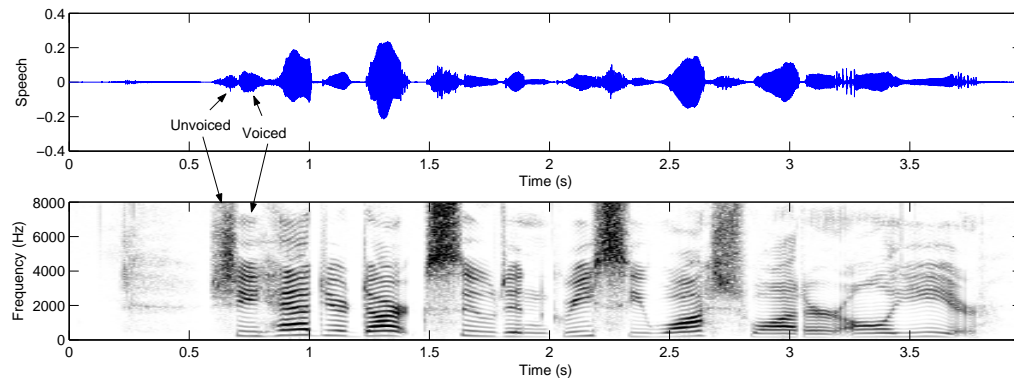 0.4
0.2
0
−0.2
−0.4
Speech
Unvoiced
Voiced
0 0.5 1 1.5 2 2.5 3 3.5
Time (s)
8000
6000
4000
2000
0
Frequency (Hz)
0 0.5 1 1.5 2 2.5 3 3.5
Time (s)